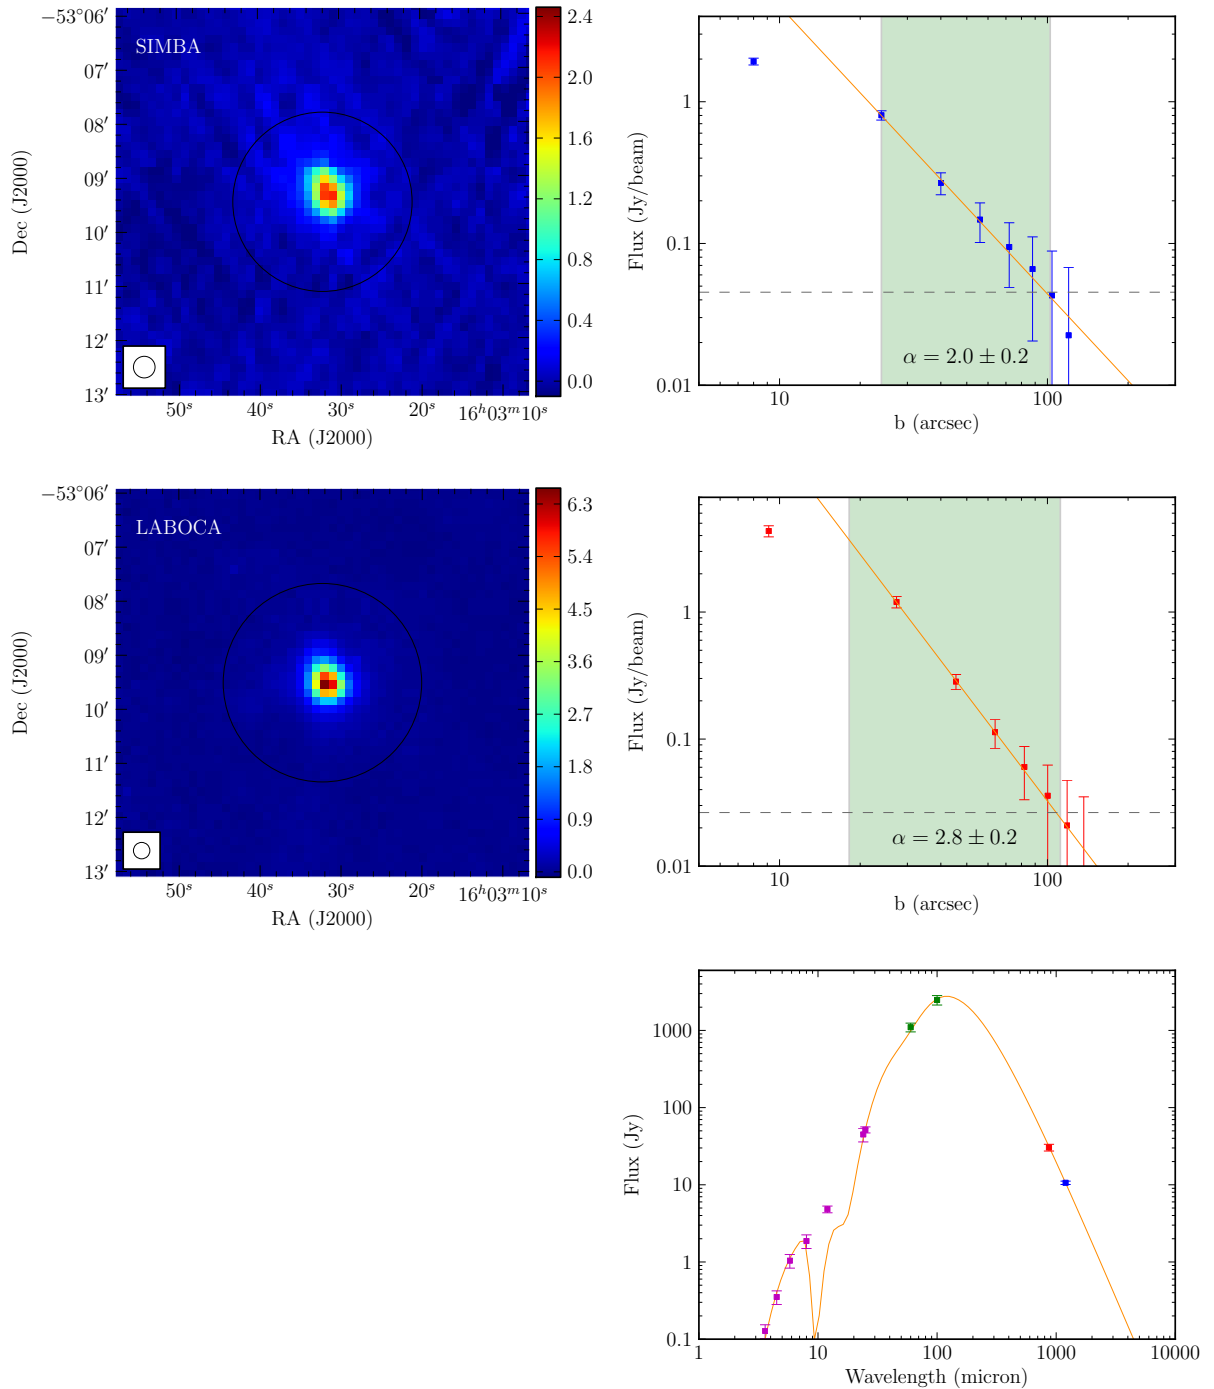 −53°06′
07′
08′
09′
10′
11′
12′
13′
Dec (J2000)
SIMBA
50ˢ 40ˢ 30ˢ 20ˢ 16ʰ03ᵐ10ˢ
RA (J2000)
2.4
2.0
1.6
1.2
0.8
0.4
0.0
Flux (Jy/beam)
1
0.1
0.01
α = 2.0 ± 0.2
10 100
b (arcsec)
−53°06′
07′
08′
09′
10′
11′
12′
13′
Dec (J2000)
LABOCA
50ˢ 40ˢ 30ˢ 20ˢ 16ʰ03ᵐ10ˢ
RA (J2000)
6.3
5.4
4.5
3.6
2.7
1.8
0.9
0.0
Flux (Jy/beam)
1
0.1
0.01
α = 2.8 ± 0.2
10 100
b (arcsec)
Flux (Jy)
1000
100
10
1
0.1
1 10 100 1000 10000
Wavelength (micron)